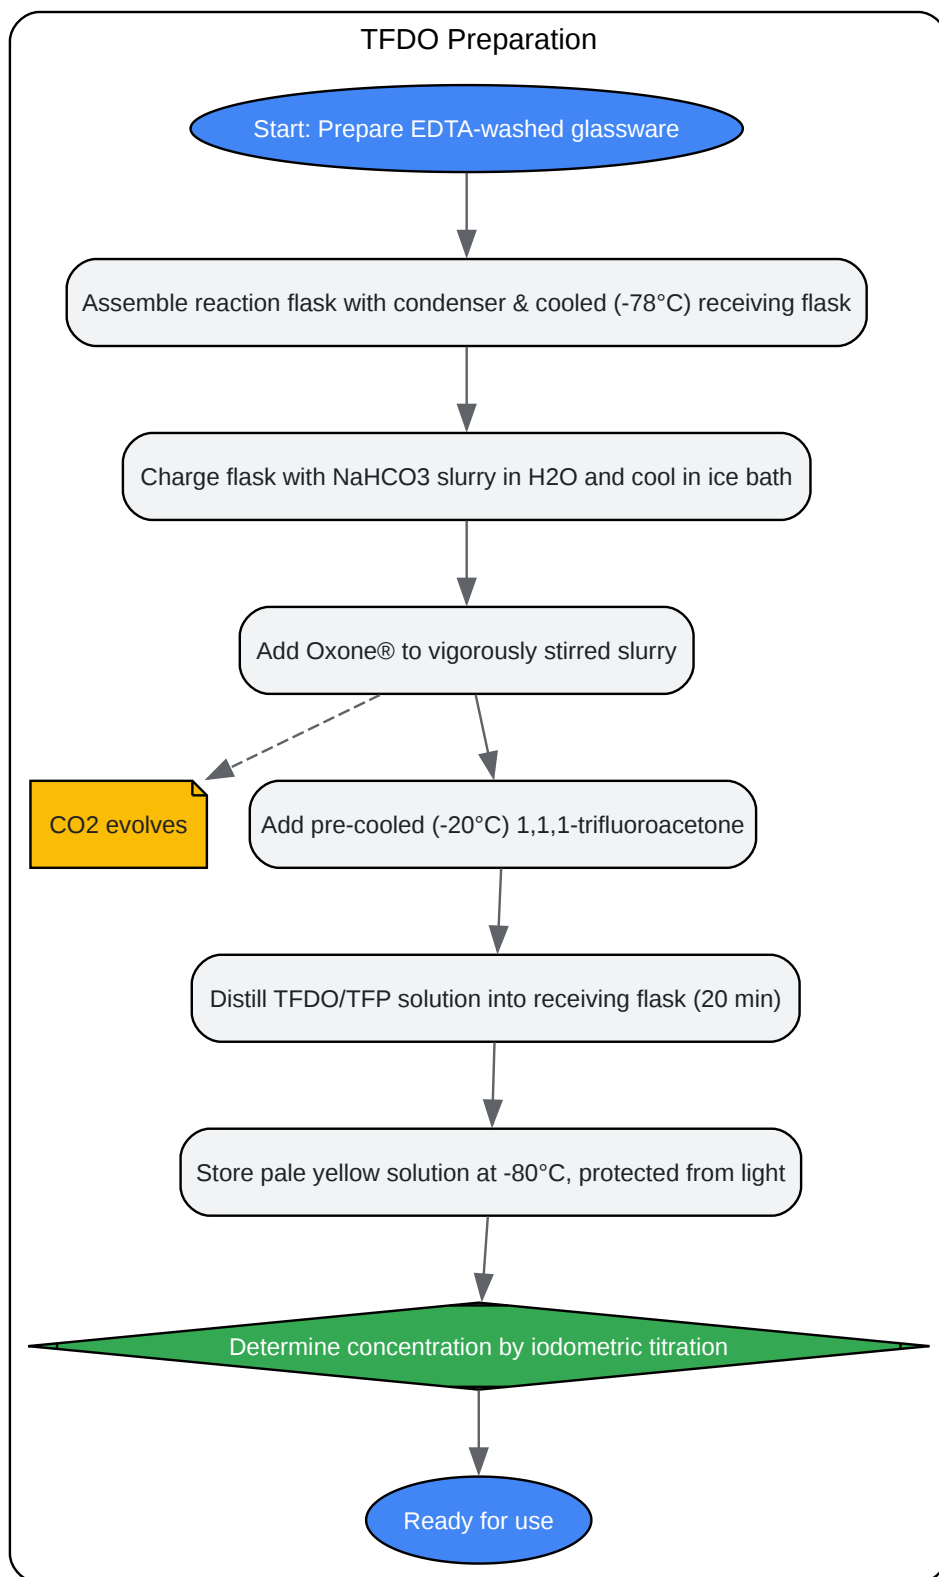 TFDO Preparation
Start: Prepare EDTA-washed glassware
Assemble reaction flask with condenser & cooled (-78°C) receiving flask
Charge flask with NaHCO3 slurry in H2O and cool in ice bath
Add Oxone® to vigorously stirred slurry
CO2 evolves
Add pre-cooled (-20°C) 1,1,1-trifluoroacetone
Distill TFDO/TFP solution into receiving flask (20 min)
Store pale yellow solution at -80°C, protected from light
Determine concentration by iodometric titration
Ready for use